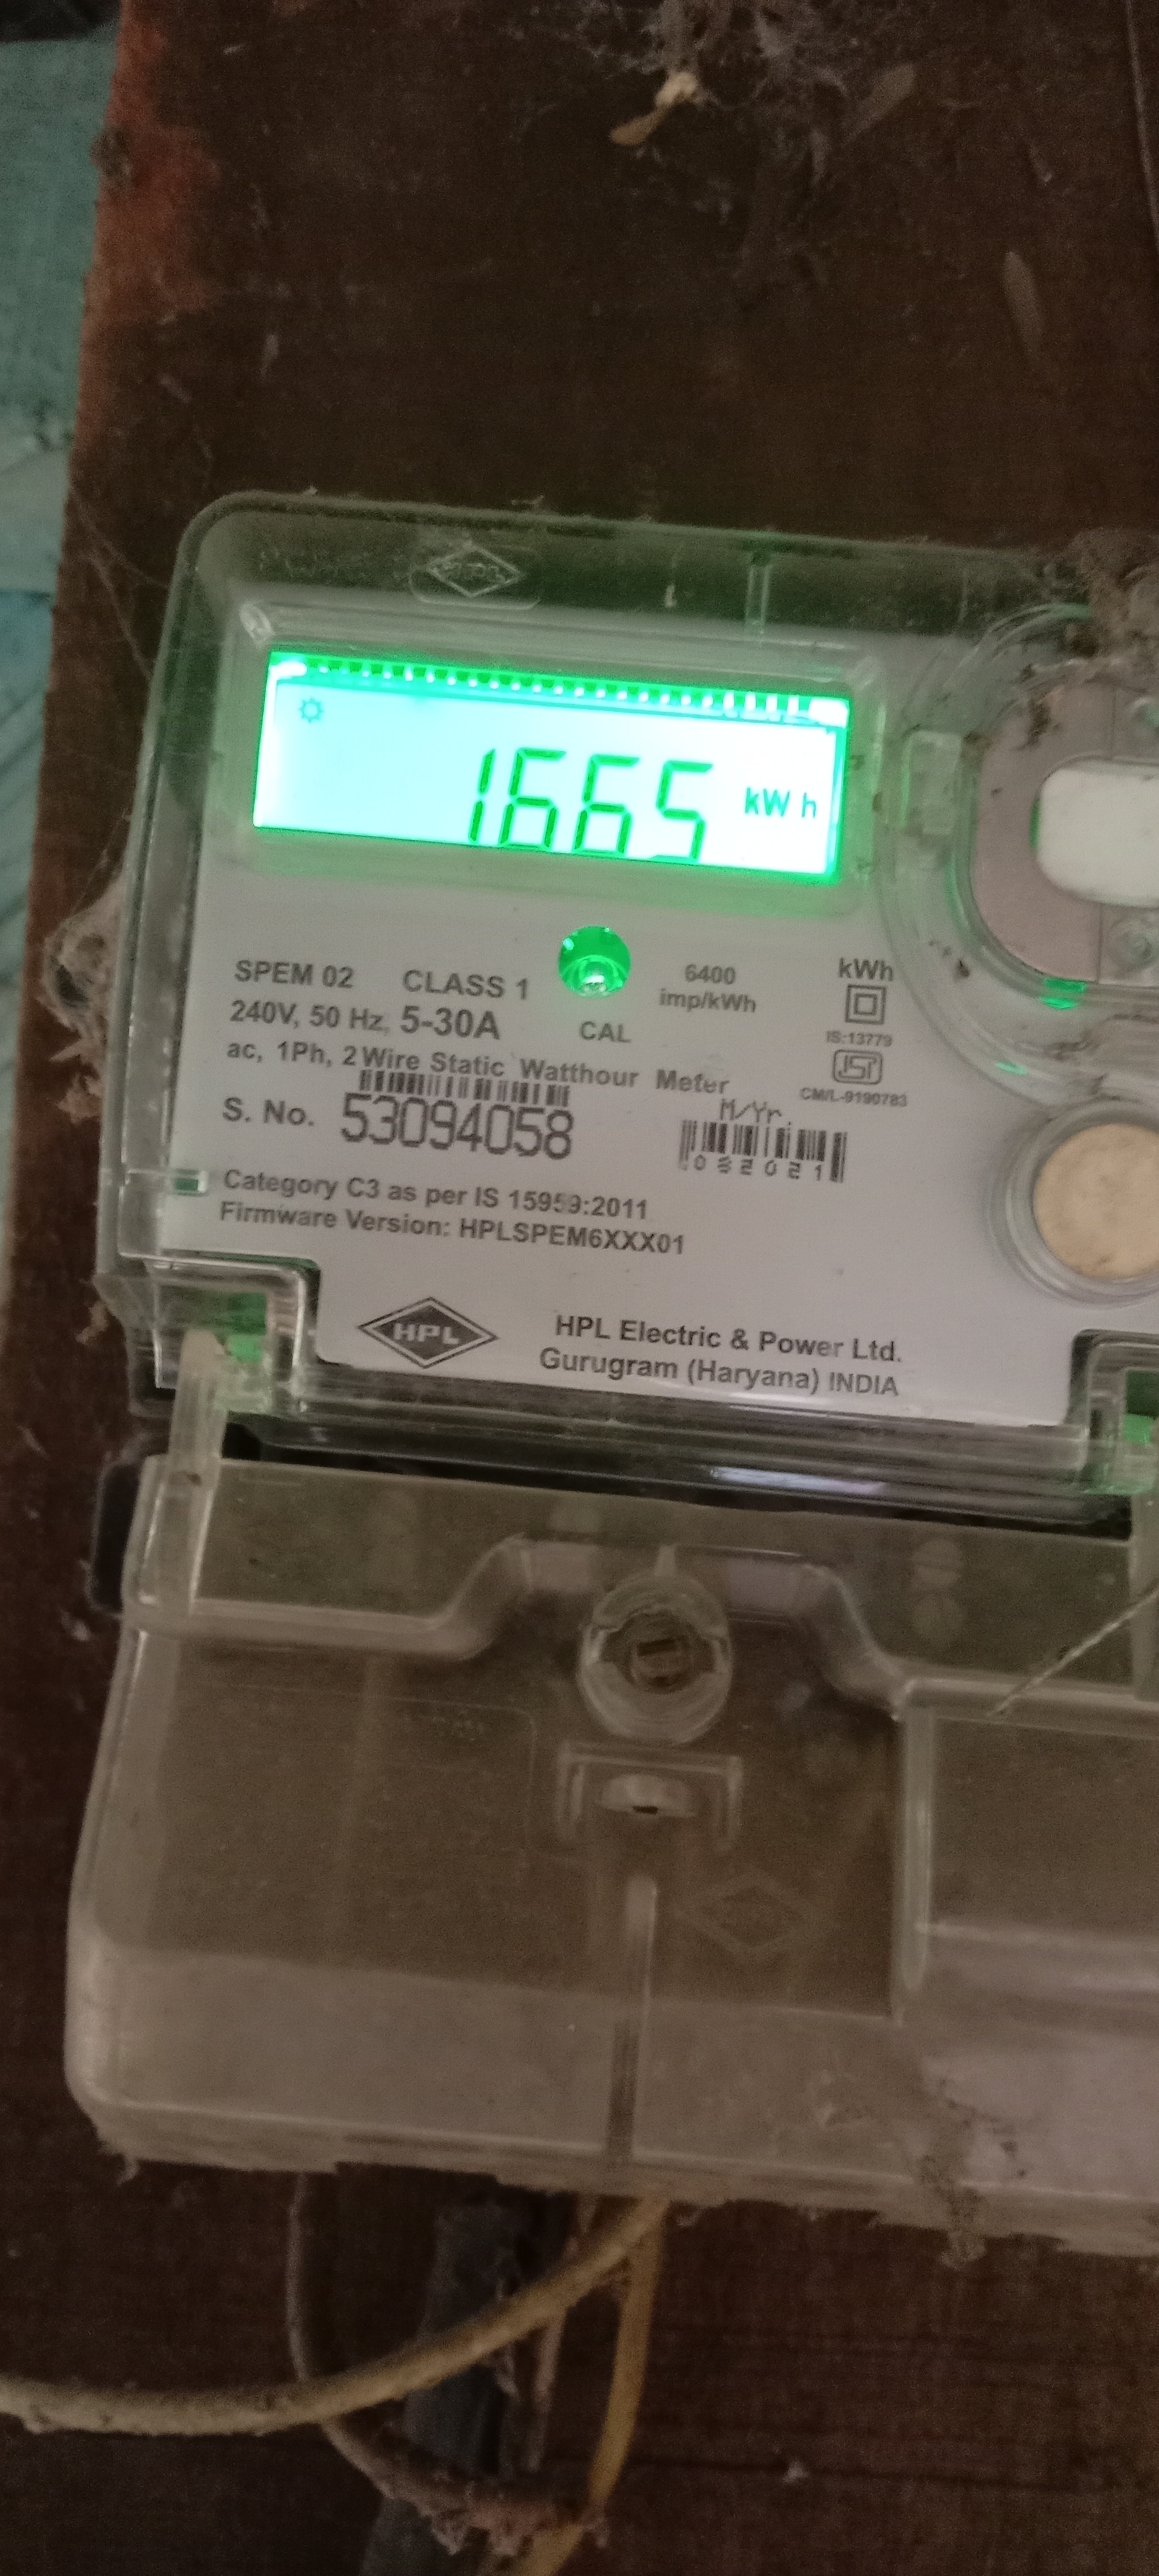 1665 kWh
SPEM 02 CLASS 1
6400
imp/kWh
kWh
240V, 50 Hz, 5-30A
CAL
IS:13779
ISI
CM/L-9190783
ac, 1Ph, 2 Wire Static Watthour Meter
S. No. 53094058
M/Yr.
Category C3 as per IS 15959:2011
Firmware Version: HPLSPEM6XXX01
HPL
HPL Electric & Power Ltd.
Gurugram (Haryana) INDIA